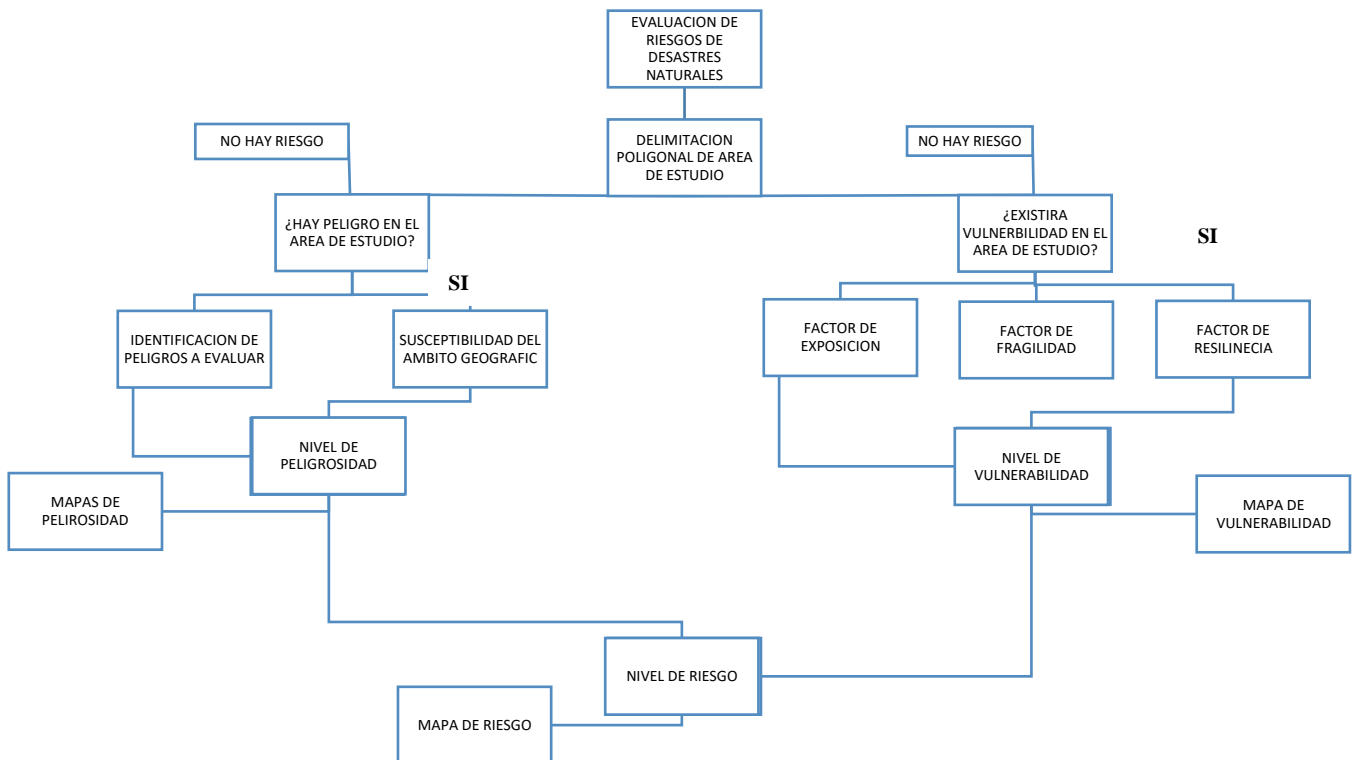 EVALUACION DE
RIESGOS DE
DESASTRES
NATURALES
NO HAY RIESGO
DELIMITACION
POLIGONAL DE AREA
DE ESTUDIO
NO HAY RIESGO
¿HAY PELIGRO EN EL
AREA DE ESTUDIO?
¿EXISTIRA
VULNERBILIDAD EN EL
AREA DE ESTUDIO?
SI
SI
IDENTIFICACION DE
PELIGROS A EVALUAR
SUSCEPTIBILIDAD DEL
AMBITO GEOGRAFIC
FACTOR DE
EXPOSICION
FACTOR DE
FRAGILIDAD
FACTOR DE
RESILINECIA
NIVEL DE
PELIGROSIDAD
NIVEL DE
VULNERABILIDAD
MAPAS DE
PELIROSIDAD
MAPA DE
VULNERABILIDAD
NIVEL DE RIESGO
MAPA DE RIESGO